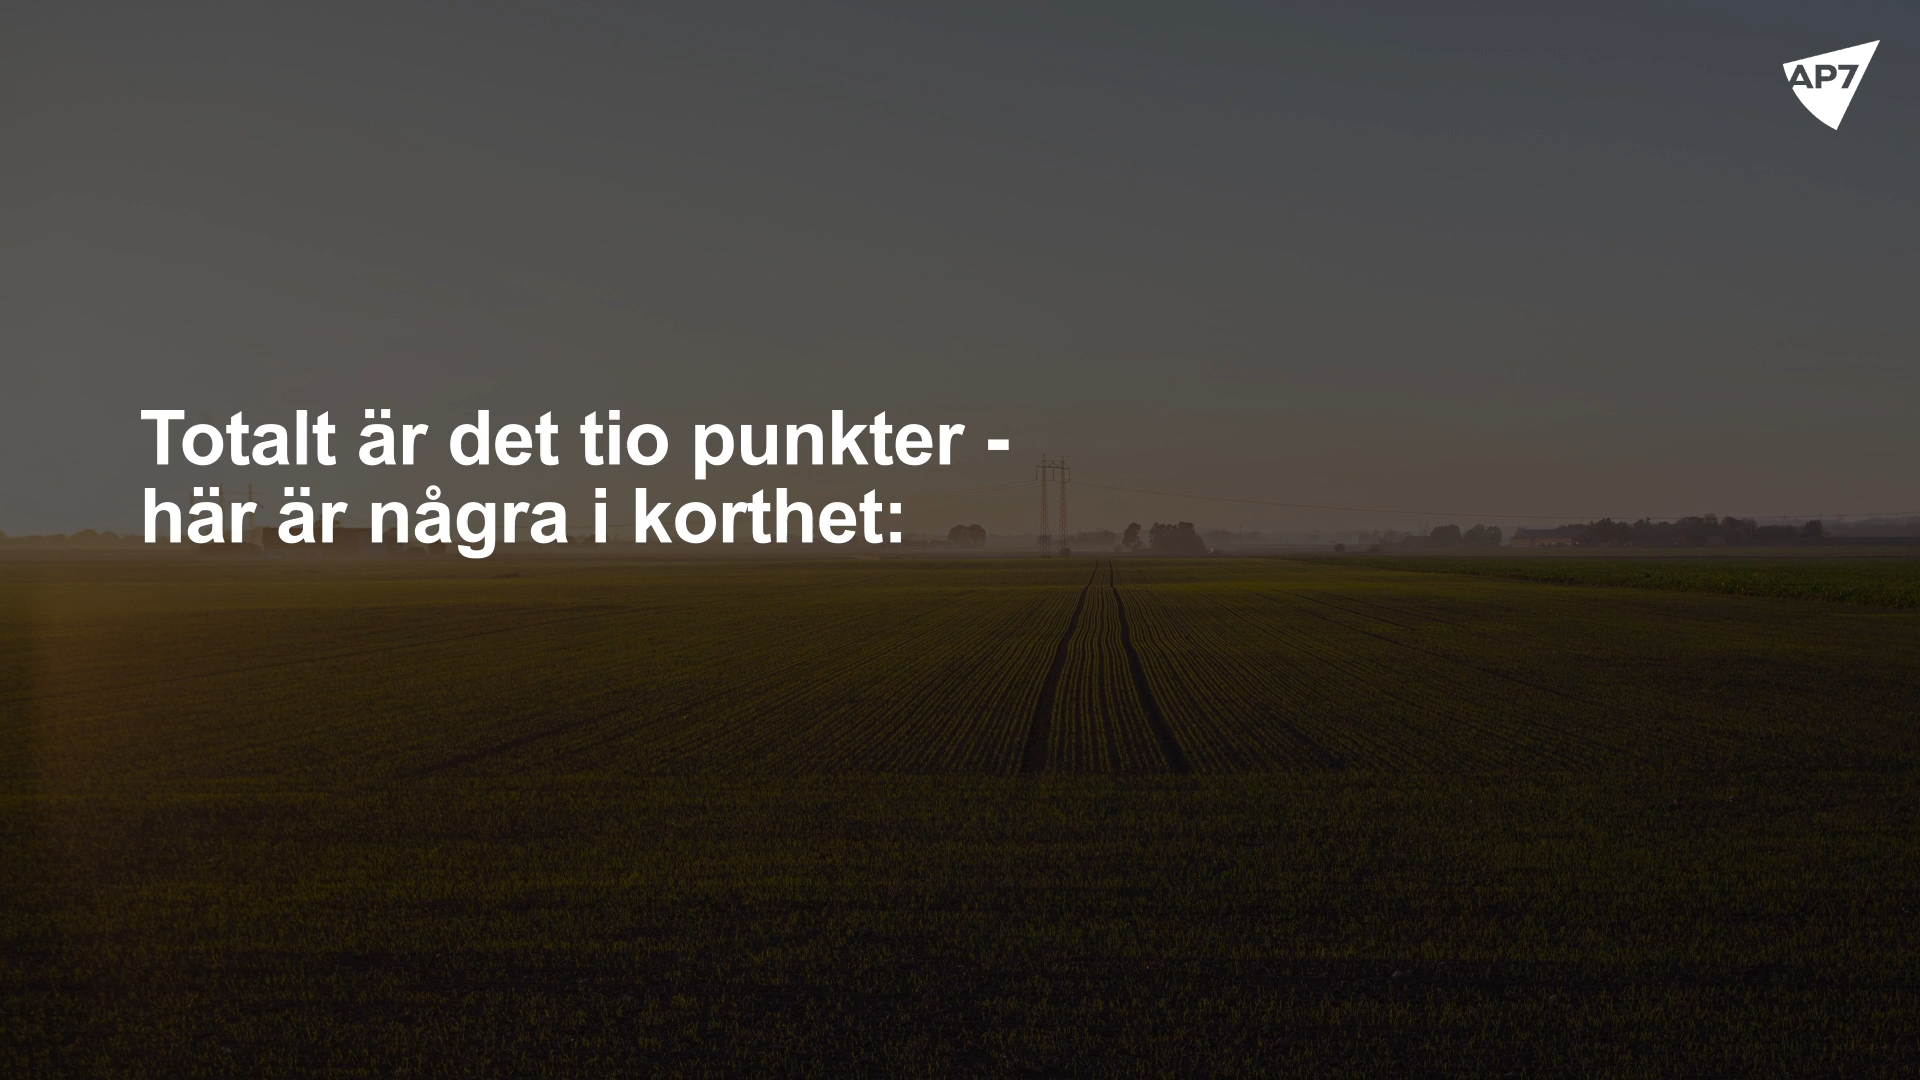 AP7
Totalt är det tio punkter -
här är några i korthet: